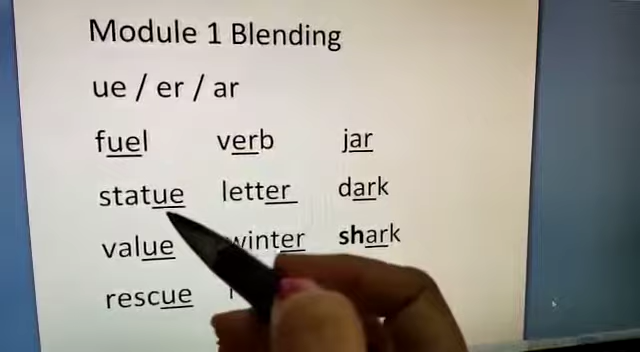 Module 1 Blending
ue / er / ar
fuel verb jar
statue letter dark
value winter shark
rescue